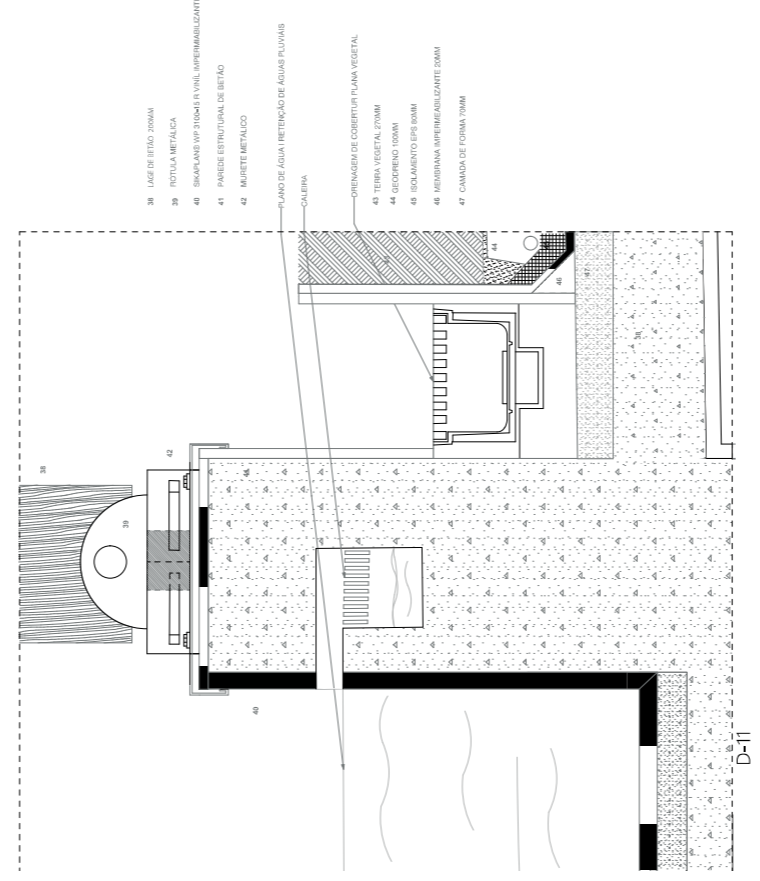 38 LAGE DE BETÃO 200MM
39 RÓTULA METÁLICA
40 SIKAPLAN® WP 3100-15 R VINIL IMPERMIABILIZANTE
41 PAREDE ESTRUTURAL DE BETÃO
42 MURETE METÁLICO
PLANO DE ÁGUA | RETENÇÃO DE ÁGUAS PLUVIAIS
CALEIRA
DRENAGEM DE COBERTUR PLANA VEGETAL
43 TERRA VEGETAL 270MM
44 GEODRENO 100MM
45 ISOLAMENTO EPS 80MM
46 MEMBRANA IMPERMEABILIZANTE 20MM
47 CAMADA DE FORMA 70MM
38
39
42
40
44
46
47
38
D-11